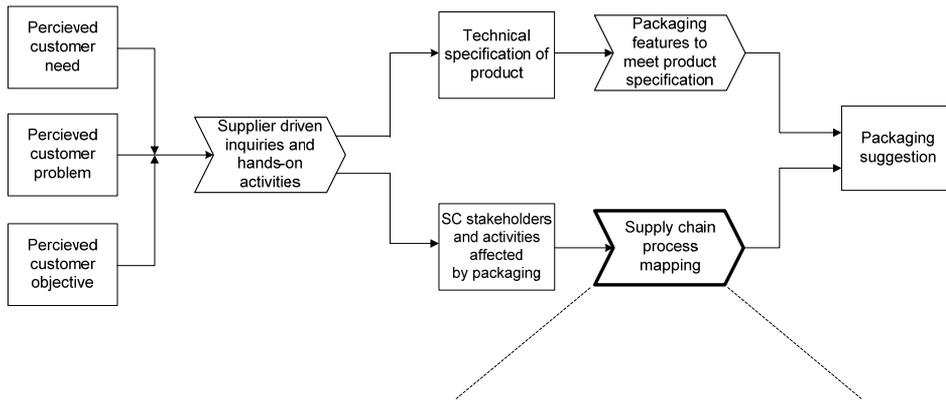 Percieved
customer
need
Percieved
customer
problem
Percieved
customer
objective
Supplier driven
inquiries and
hands-on
activities
Technical
specification of
product
Packaging
features to
meet product
specification
SC stakeholders
and activities
affected
by packaging
Supply chain
process
mapping
Packaging
suggestion